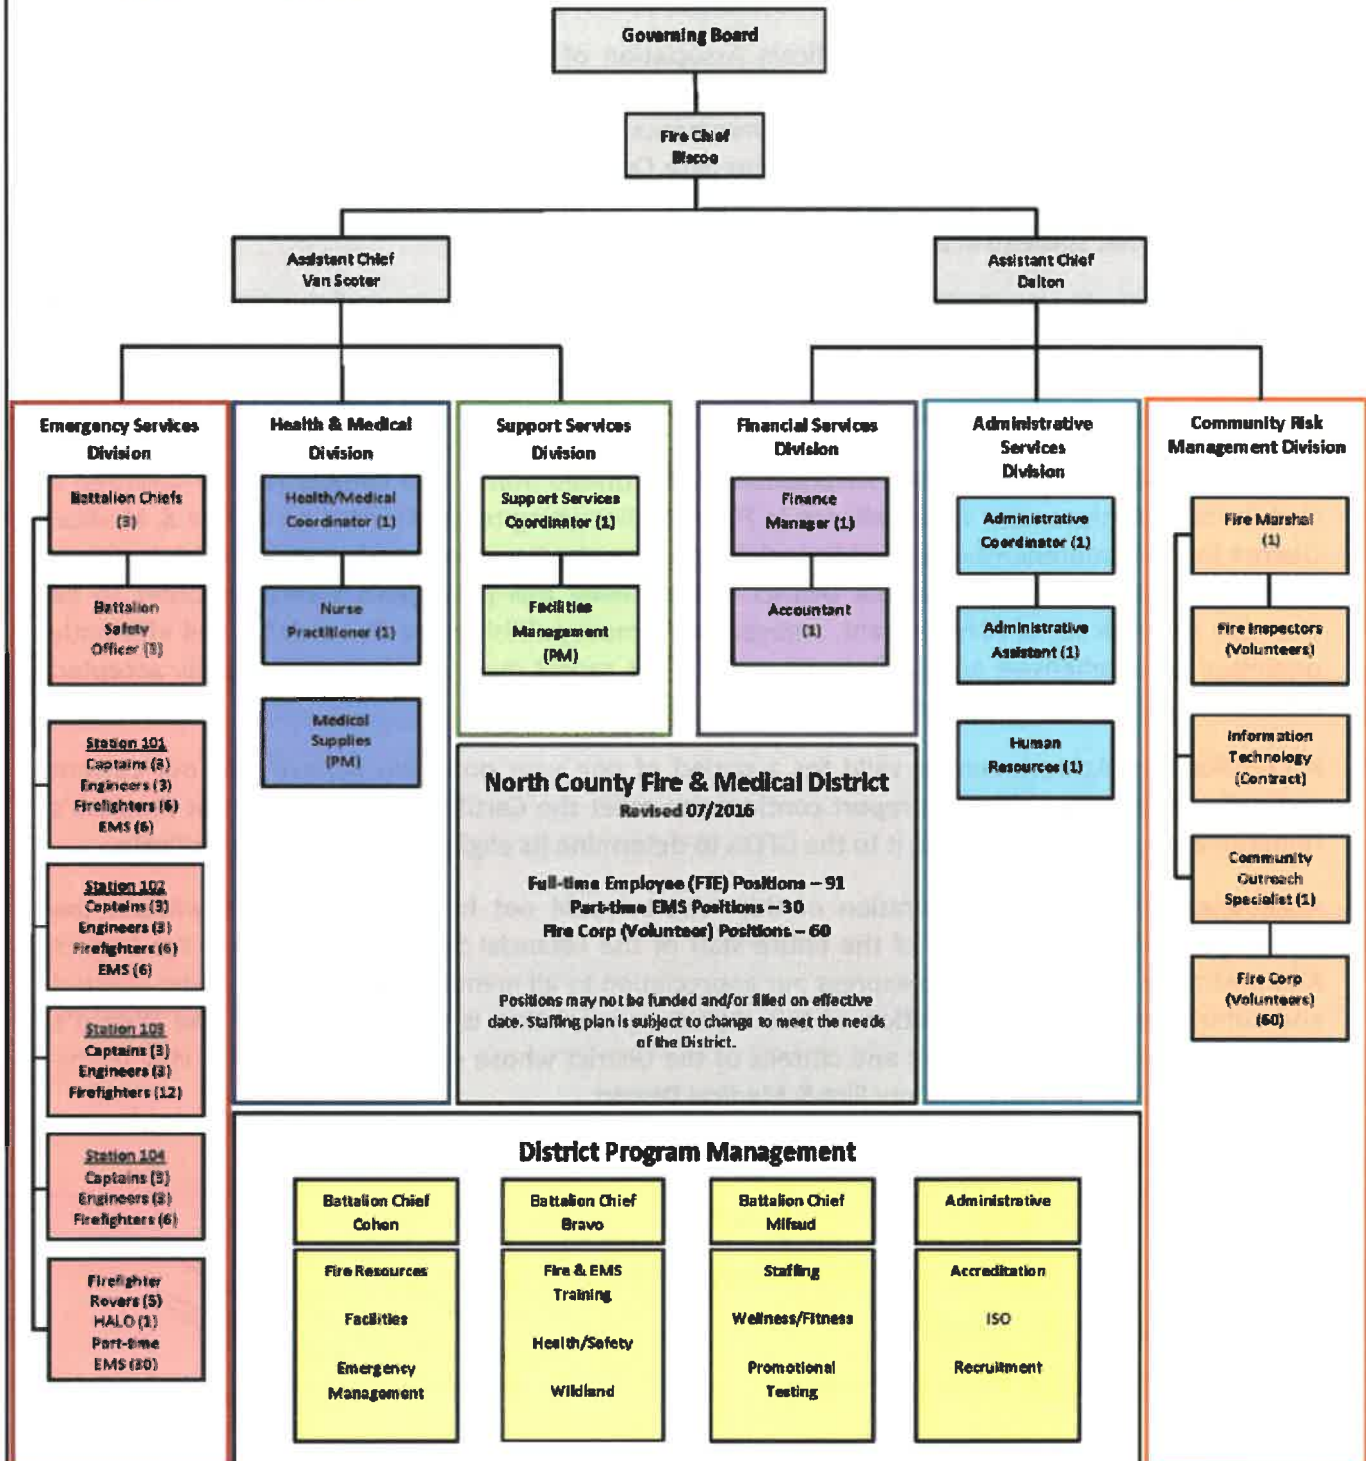 Governing Board
Fire Chief
Biscoe
Assistant Chief
Van Scoter
Assistant Chief
Dalton
Emergency Services
Division
Battalion Chiefs
(3)
Battalion
Safety
Officer (3)
Station 101
Captains (3)
Engineers (3)
Firefighters (6)
EMS (6)
Station 102
Captains (3)
Engineers (3)
Firefighters (6)
EMS (6)
Station 103
Captains (3)
Engineers (3)
Firefighters (12)
Station 104
Captains (3)
Engineers (3)
Firefighters (6)
Firefighter
Rovers (5)
HALO (1)
Part-time
EMS (30)
Health & Medical
Division
Health/Medical
Coordinator (1)
Nurse
Practitioner (1)
Medical
Supplies
(PM)
Support Services
Division
Support Services
Coordinator (1)
Facilities
Management
(PM)
Financial Services
Division
Finance
Manager (1)
Accountant
(1)
Administrative
Services
Division
Administrative
Coordinator (1)
Administrative
Assistant (1)
Human
Resources (1)
Community Risk
Management Division
Fire Marshal
(1)
Fire Inspectors
(Volunteers)
Information
Technology
(Contract)
Community
Outreach
Specialist (1)
Fire Corp
(Volunteers)
(60)
North County Fire & Medical District
Revised 07/2016
Full-time Employee (FTE) Positions – 91
Part-time EMS Positions – 30
Fire Corp (Volunteer) Positions – 60
Positions may not be funded and/or filled on effective
date. Staffing plan is subject to change to meet the needs
of the District.
District Program Management
Battalion Chief
Cohen
Fire Resources
Facilities
Emergency
Management
Battalion Chief
Bravo
Fire & EMS
Training
Health/Safety
Wildland
Battalion Chief
Mifsud
Staffing
Wellness/Fitness
Promotional
Testing
Administrative
Accreditation
ISO
Recruitment